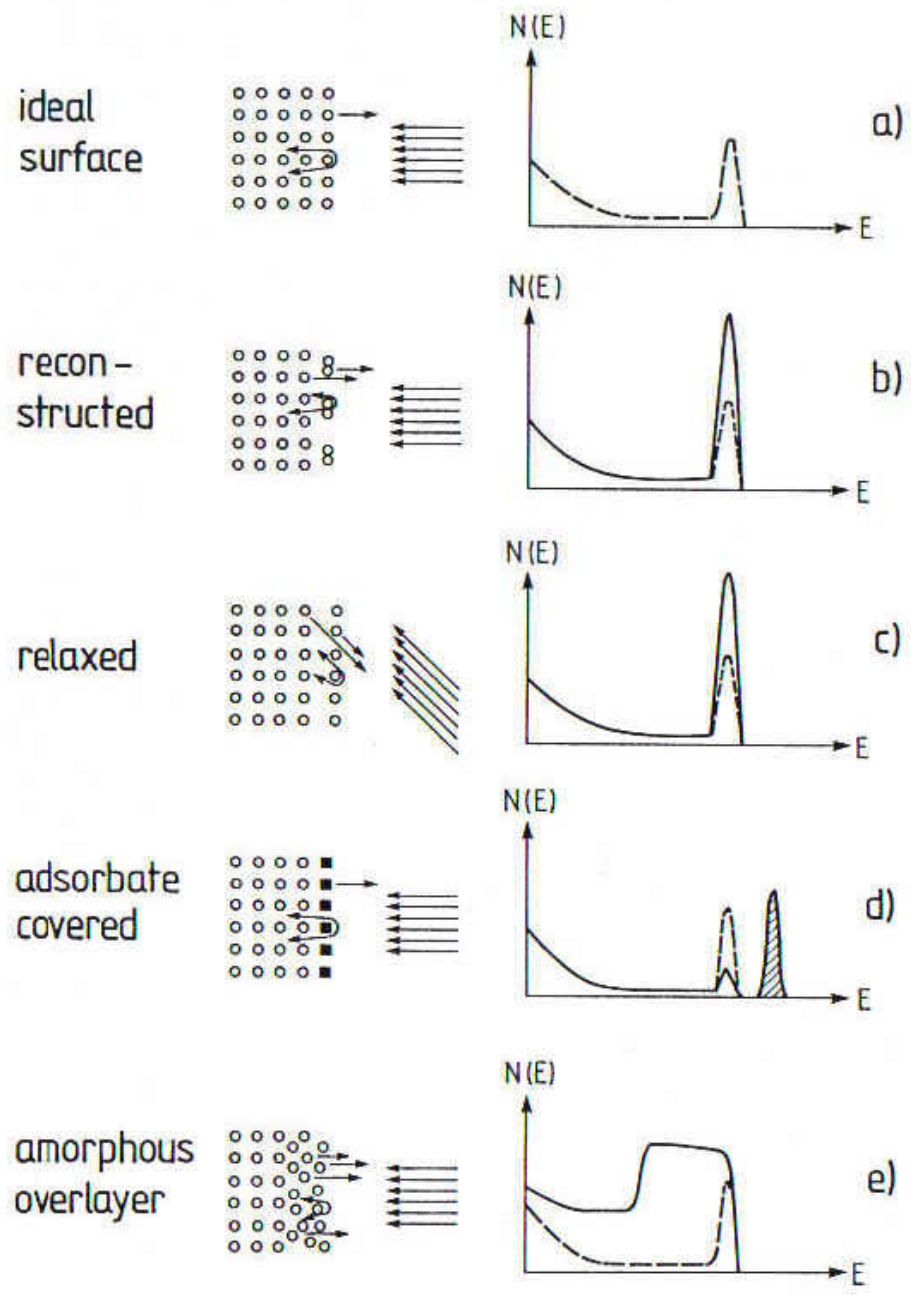 N(E)
ideal
surface
a)
E
N(E)
recon-
structed
b)
E
N(E)
relaxed
c)
E
N(E)
adsorbate
covered
d)
E
N(E)
amorphous
overlayer
e)
E